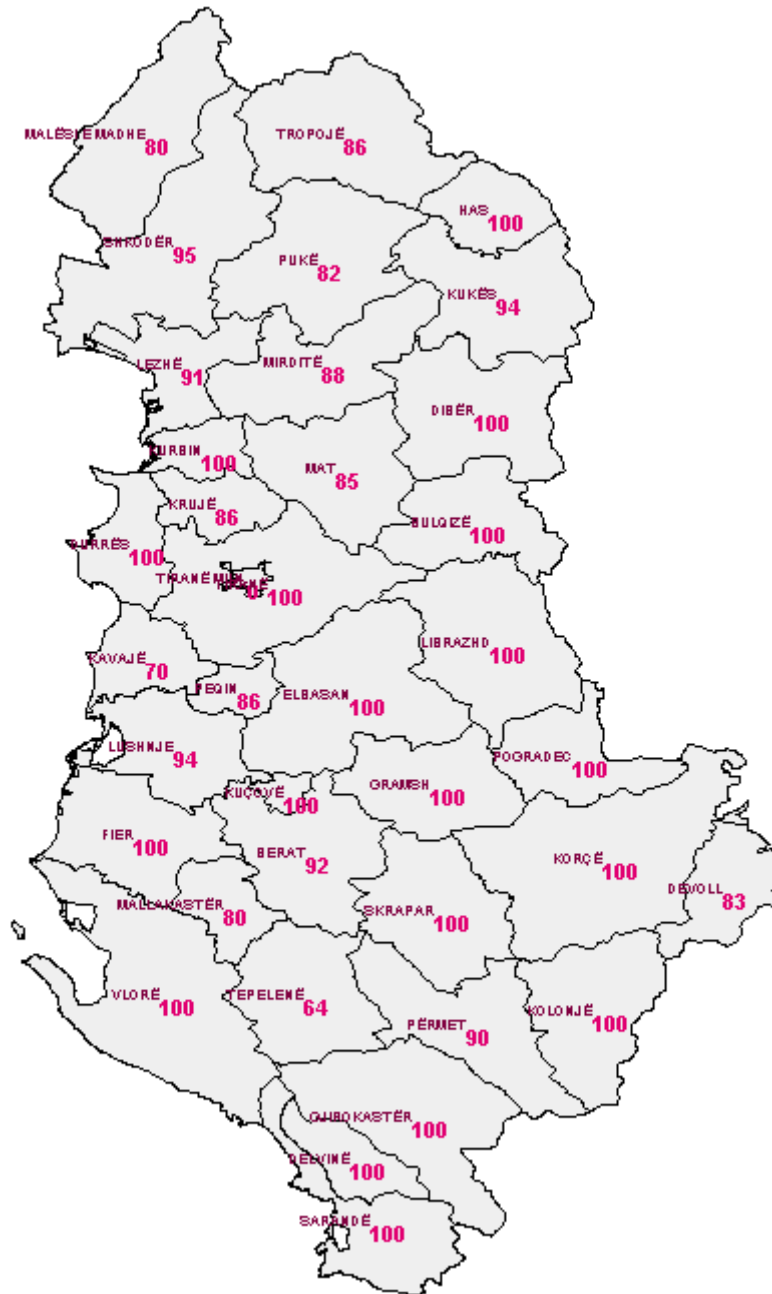 MALËSI E MADHE 80
TROPOJË 86
HAS 100
SHKODËR 95
PUKË 82
KUKËS 94
LEZHË 91
MIRDITË 88
DIBËR 100
KURBIN 100
MAT 85
KRUJË 86
BULQIZË 100
DURRËS 100
TIRANË 100
0
LIBRAZHD 100
KAVAJË 70
PEQIN 86
ELBASAN 100
LUSHNJE 94
POGRADEC 100
KUÇOVË 100
GRAMSH 100
FIER 100
BERAT 92
KORÇË 100
DEVOLL 83
MALLAKASTËR 80
SKRAPAR 100
VLORË 100
TEPELENË 64
PËRMET 90
KOLONJË 100
GJIROKASTËR 100
DELVINË 100
SARANDË 100